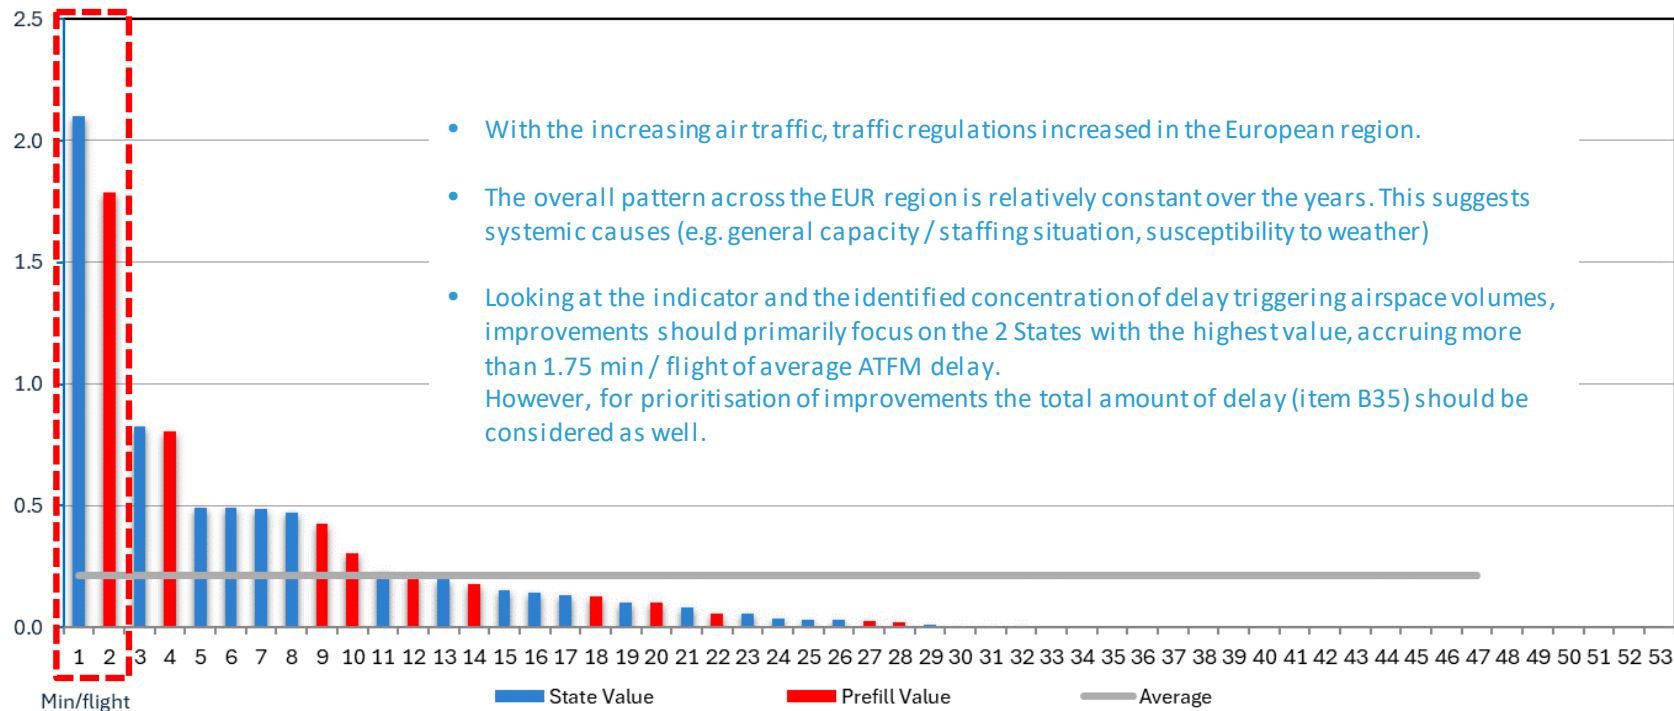 2.5
2.0
1.5
1.0
0.5
0.0
• With the increasing air traffic, traffic regulations increased in the European region.
• The overall pattern across the EUR region is relatively constant over the years. This suggests
systemic causes (e.g. general capacity / staffing situation, susceptibility to weather)
• Looking at the indicator and the identified concentration of delay triggering airspace volumes,
improvements should primarily focus on the 2 States with the highest value, accruing more
than 1.75 min / flight of average ATFM delay.
However, for prioritisation of improvements the total amount of delay (item B35) should be
considered as well.
1 2 3 4 5 6 7 8 9 10 11 12 13 14 15 16 17 18 19 20 21 22 23 24 25 26 27 28 29 30 31 32 33 34 35 36 37 38 39 40 41 42 43 44 45 46 47 48 49 50 51 52 53
Min/flight
State Value Prefill Value Average